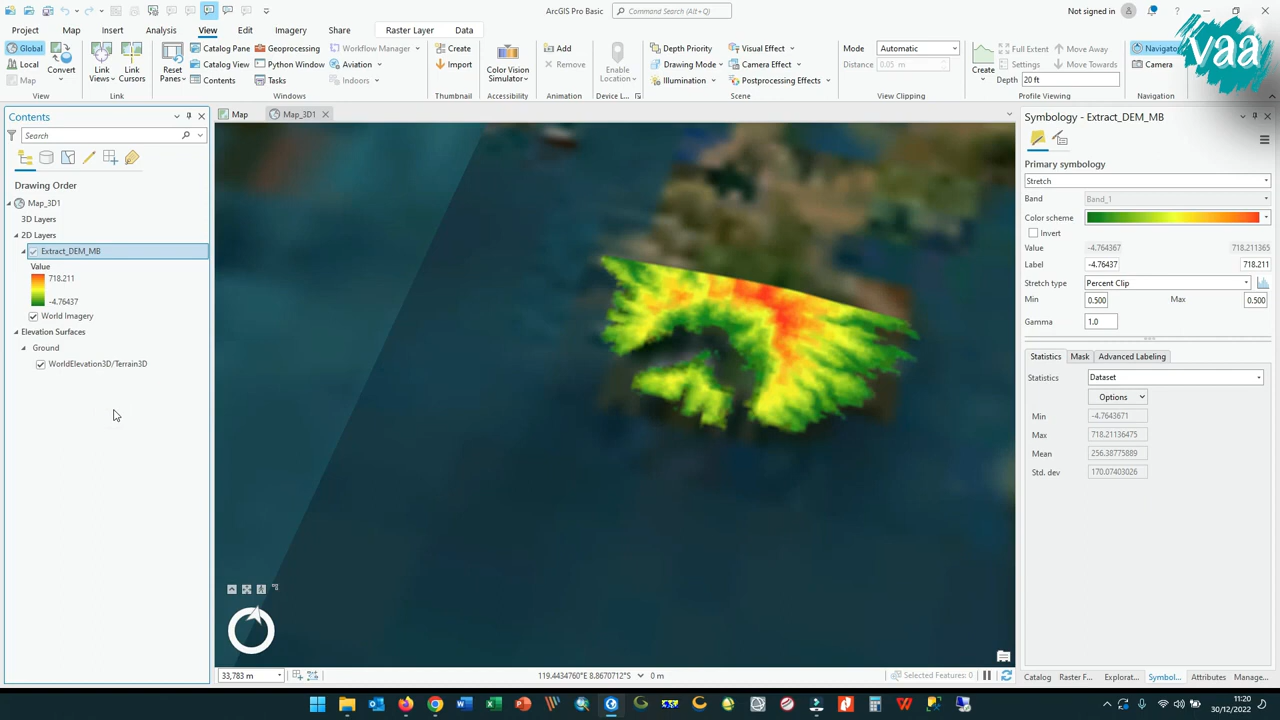 ArcGIS Pro Basic
Command Search (Alt+Q)
Not signed in
Project Map Insert Analysis View Edit Imagery Share Raster Layer Data
Global
Local
Map
Convert
View
Link Views
Link Cursors
Link
Reset Panes
Catalog Pane
Catalog View
Contents
Geoprocessing
Python Window
Tasks
Workflow Manager
Aviation
Indoors
Windows
Create
Import
Thumbnail
Color Vision Simulator
Accessibility
Add
Remove
Animation
Enable Location
Device L...
Depth Priority
Drawing Mode
Illumination
Visual Effect
Camera Effect
Postprocessing Effects
Scene
Mode Automatic
Distance 0.05 m
View Clipping
Create
Full Extent
Settings
Depth 20 ft
Move Away
Move Towards
Profile Viewing
Navigator
Camera
Navigation
vaa
Contents
Search
Drawing Order
Map_3D1
3D Layers
2D Layers
Extract_DEM_MB
Value
718.211
-4.76437
World Imagery
Elevation Surfaces
Ground
WorldElevation3D/Terrain3D
Map
Map_3D1
33,783 m
119.4434760°E 8.8670712°S
0 m
Selected Features: 0
Symbology - Extract_DEM_MB
Primary symbology
Stretch
Band Band_1
Color scheme
Invert
Value -4.764367 718.211365
Label -4.76437 718.211
Stretch type Percent Clip
Min 0.500 Max 0.500
Gamma 1.0
Statistics Mask Advanced Labeling
Statistics Dataset
Options
Min -4.7643671
Max 718.21136475
Mean 256.38775889
Std. dev 170.07403026
Catalog Raster F... Explorat... Symbol... Attributes Manage...
11:20
30/12/2022